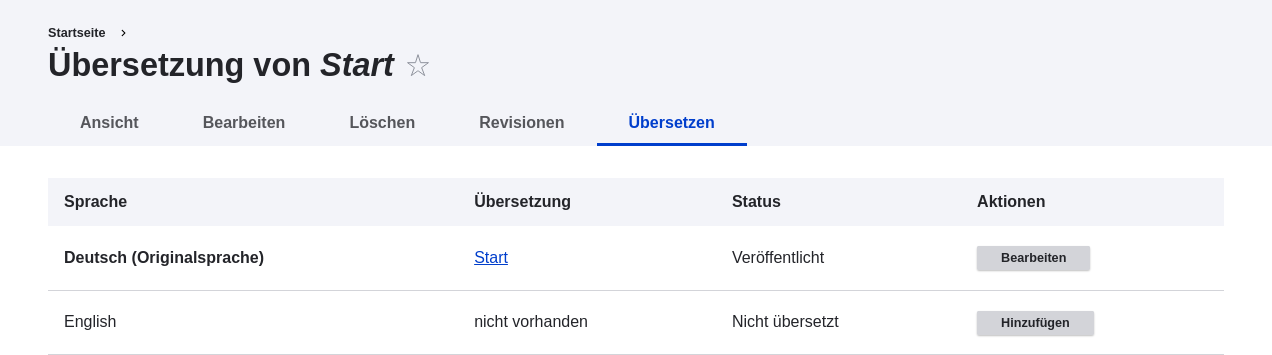 Startseite
Übersetzung von Start
Ansicht Bearbeiten Löschen Revisionen Übersetzen
Sprache Übersetzung Status Aktionen
Deutsch (Originalsprache) Start Veröffentlicht Bearbeiten
English nicht vorhanden Nicht übersetzt Hinzufügen